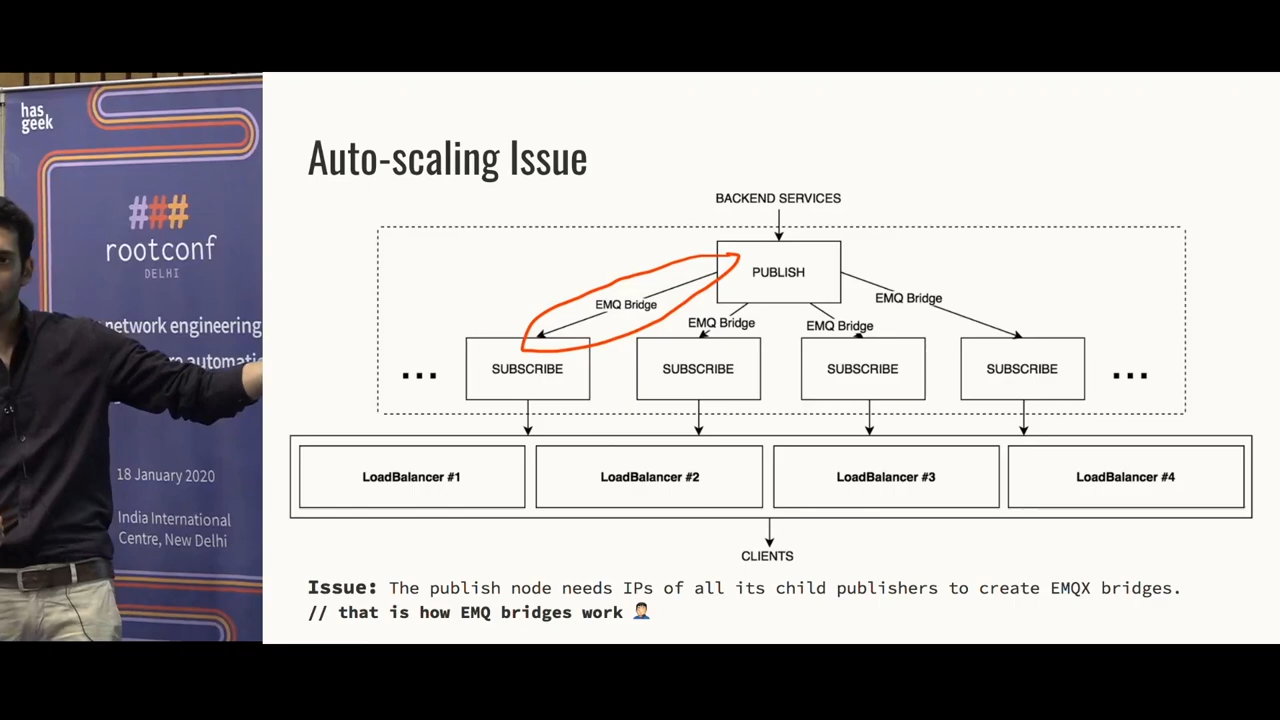 has
geek
###
rootconf
DELHI
network engineering
automatic
18 January 2020
India International
Centre, New Delhi
Auto-scaling Issue
BACKEND SERVICES
PUBLISH
EMQ Bridge
EMQ Bridge
EMQ Bridge
EMQ Bridge
... SUBSCRIBE SUBSCRIBE SUBSCRIBE SUBSCRIBE ...
LoadBalancer #1 LoadBalancer #2 LoadBalancer #3 LoadBalancer #4
CLIENTS
Issue: The publish node needs IPs of all its child publishers to create EMQX bridges.
// that is how EMQ bridges work 🤦‍♂️